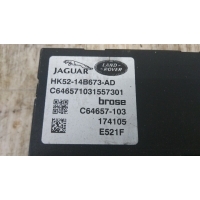 JAGUAR
LAND ROVER
HK52-14B673-AD
C646571031557301
brose
C64657-103
174105
E521F